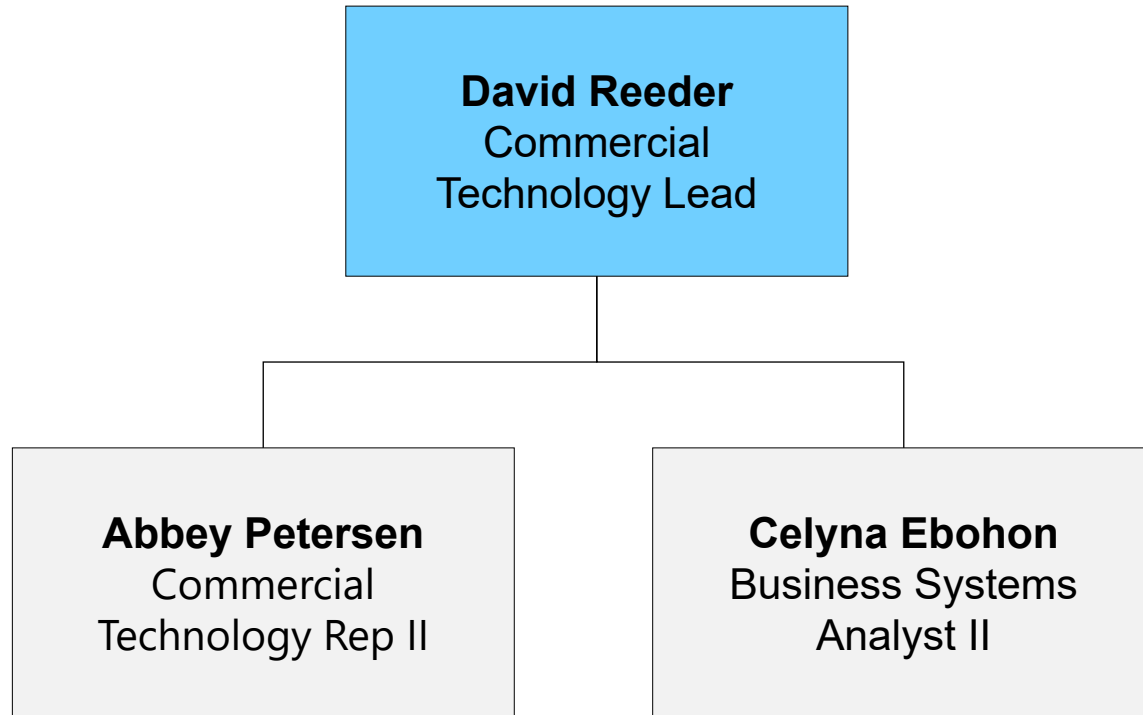 David Reeder
Commercial
Technology Lead
Abbey Petersen
Commercial
Technology Rep II
Celyna Ebohon
Business Systems
Analyst II